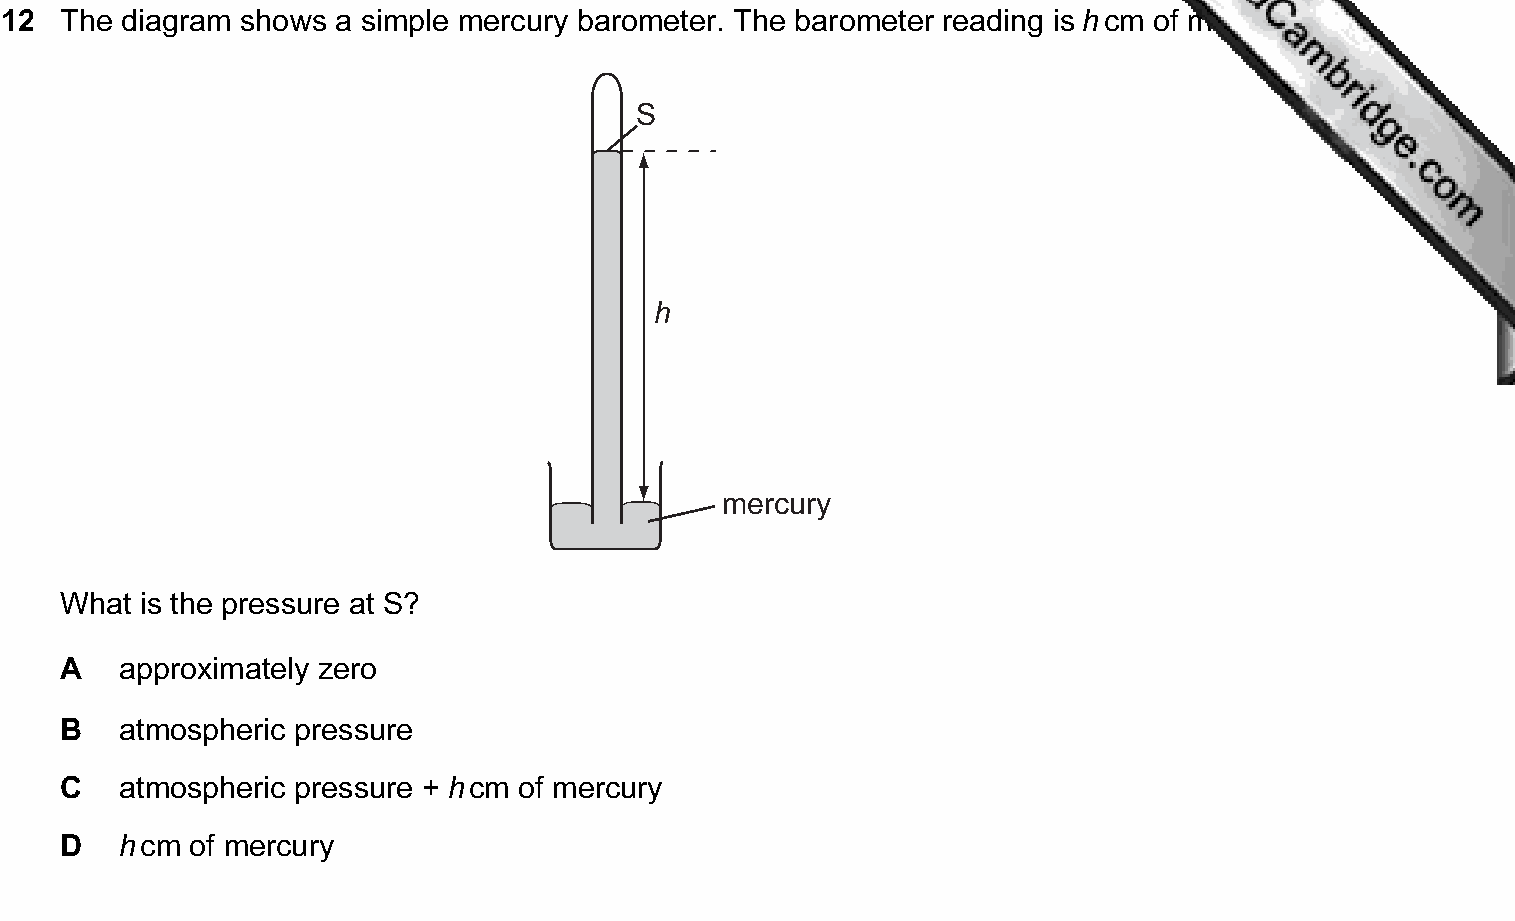 12 The diagram shows a simple mercury barometer. The barometer reading is h cm of
Cambridge.com
S
h
mercury
What is the pressure at S?
A approximately zero
B atmospheric pressure
C atmospheric pressure + h cm of mercury
D h cm of mercury